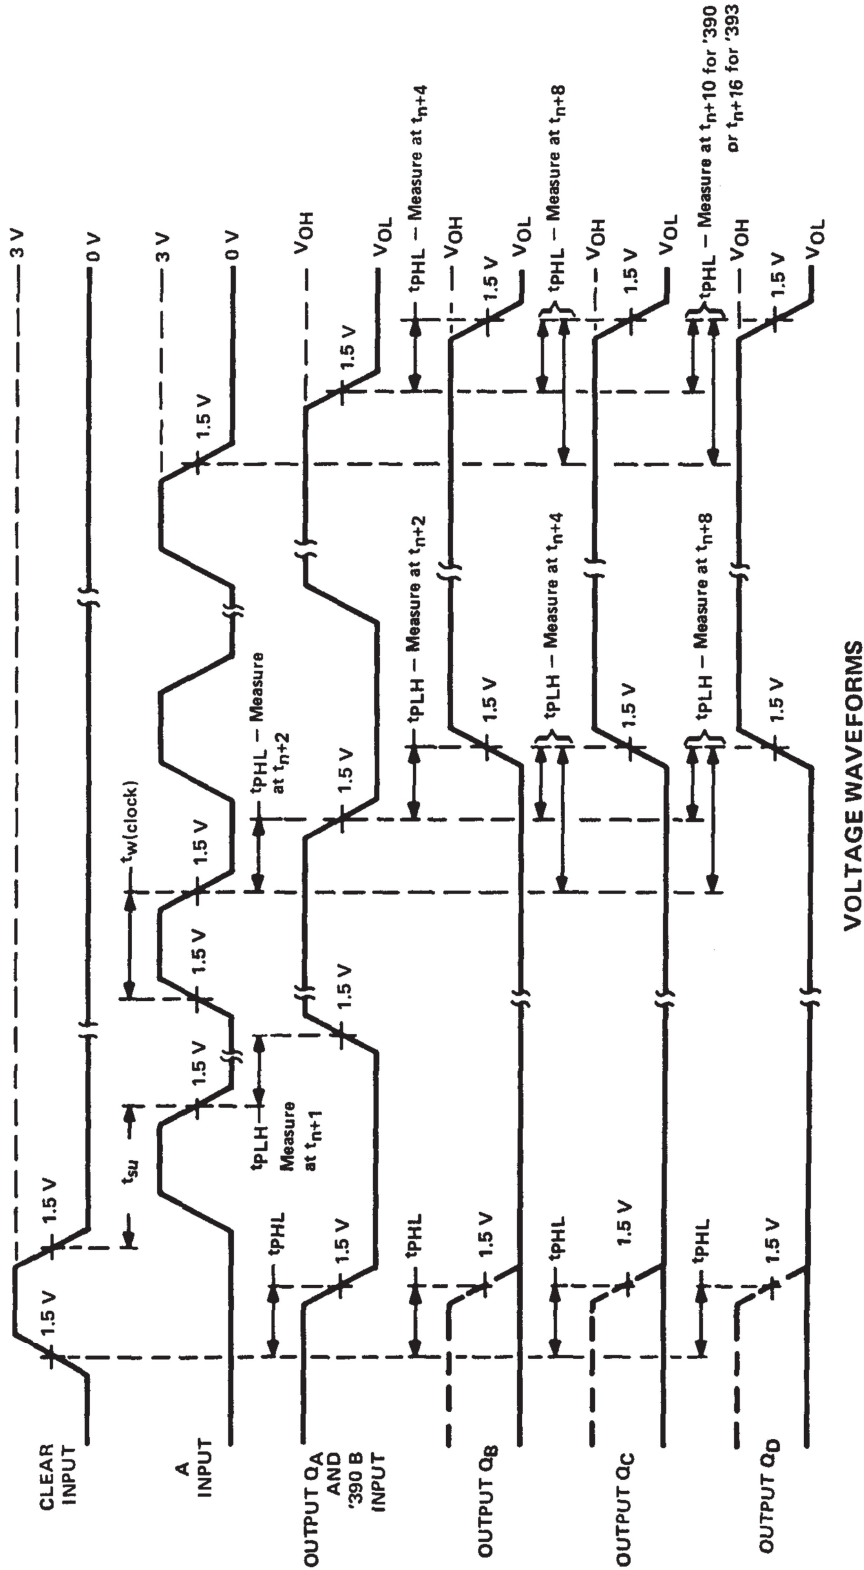 CLEAR
INPUT
1.5 V
1.5 V
3 V
0 V
A
INPUT
tsu
1.5 V
1.5 V
tw(clock)
1.5 V
1.5 V
3 V
0 V
tPLH—
Measure
at tn+1
tPHL — Measure
at tn+2
OUTPUT QA
AND
'390 B
INPUT
tPHL
1.5 V
1.5 V
1.5 V
1.5 V
VOH
VOL
OUTPUT QB
tPHL
1.5 V
tPLH — Measure at tn+2
1.5 V
tPHL — Measure at tn+4
1.5 V
VOH
VOL
OUTPUT QC
tPHL
1.5 V
tPLH — Measure at tn+4
1.5 V
tPHL — Measure at tn+8
1.5 V
VOH
VOL
OUTPUT QD
tPHL
1.5 V
tPLH — Measure at tn+8
1.5 V
tPHL — Measure at tn+10 for '390
or tn+16 for '393
1.5 V
VOH
VOL
VOLTAGE WAVEFORMS